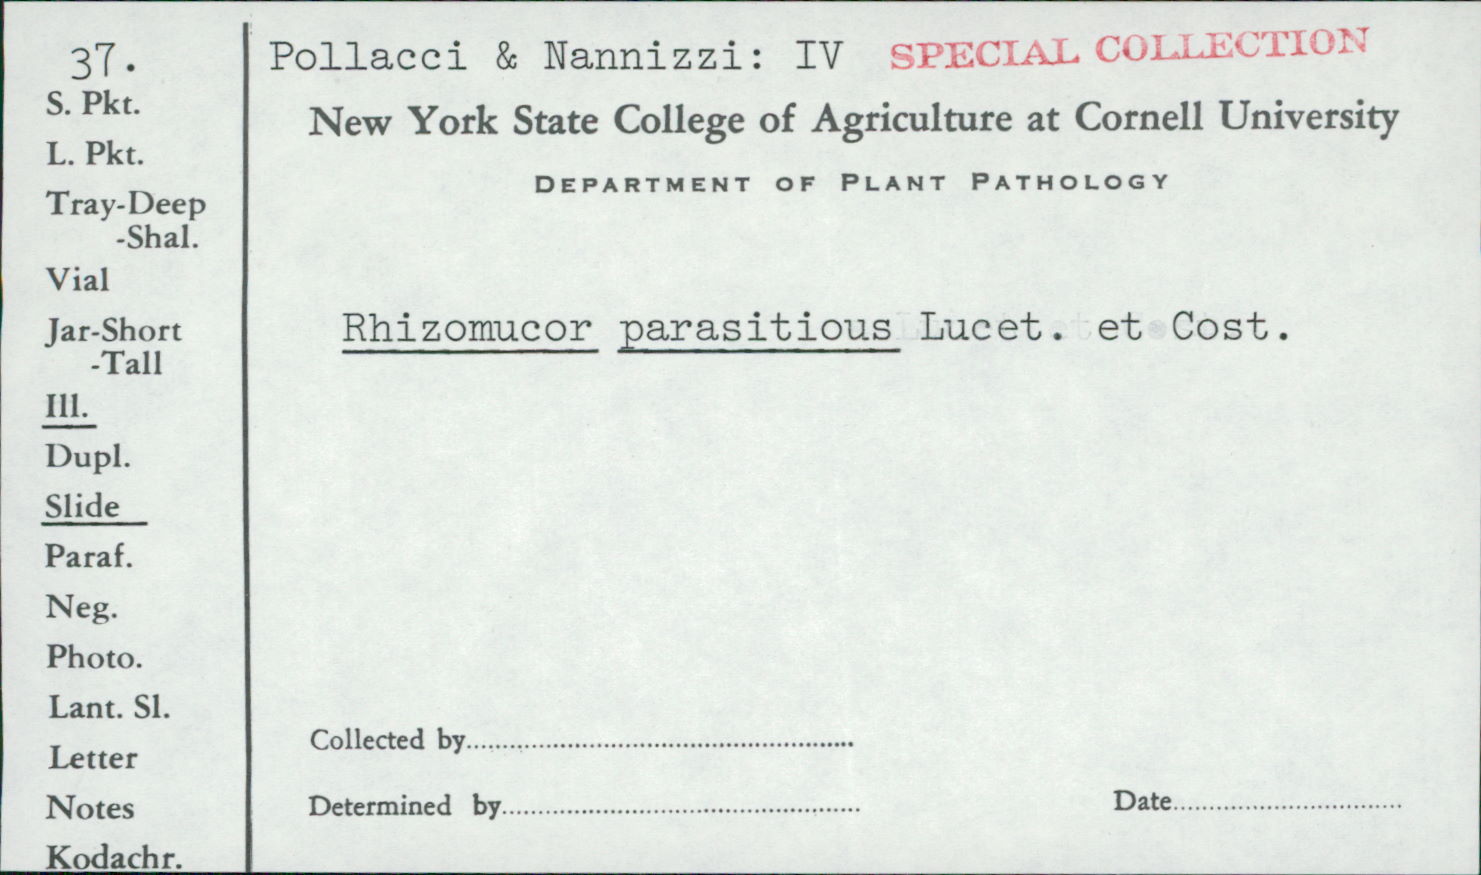 37.
S. Pkt.
L. Pkt.
Tray-Deep
-Shal.
Vial
Jar-Short
-Tall
Ill.
Dupl.
Slide
Paraf.
Neg.
Photo.
Lant. Sl.
Letter
Notes
Kodachr.
Pollacci & Nannizzi: IV SPECIAL COLLECTION
New York State College of Agriculture at Cornell University
DEPARTMENT OF PLANT PATHOLOGY
Rhizomucor parasitious Lucet. et Cost.
Collected by
Determined by
Date